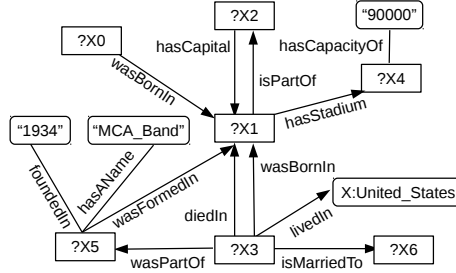 ?X2
"90000"
?X0
hasCapital
hasCapacityOf
wasBornIn
isPartOf
?X4
"1934"
"MCA_Band"
?X1
hasStadium
foundedIn
hasAName
wasFormedIn
wasBornIn
diedIn
livedIn
X:United_States
?X5
wasPartOf
?X3
isMarriedTo
?X6